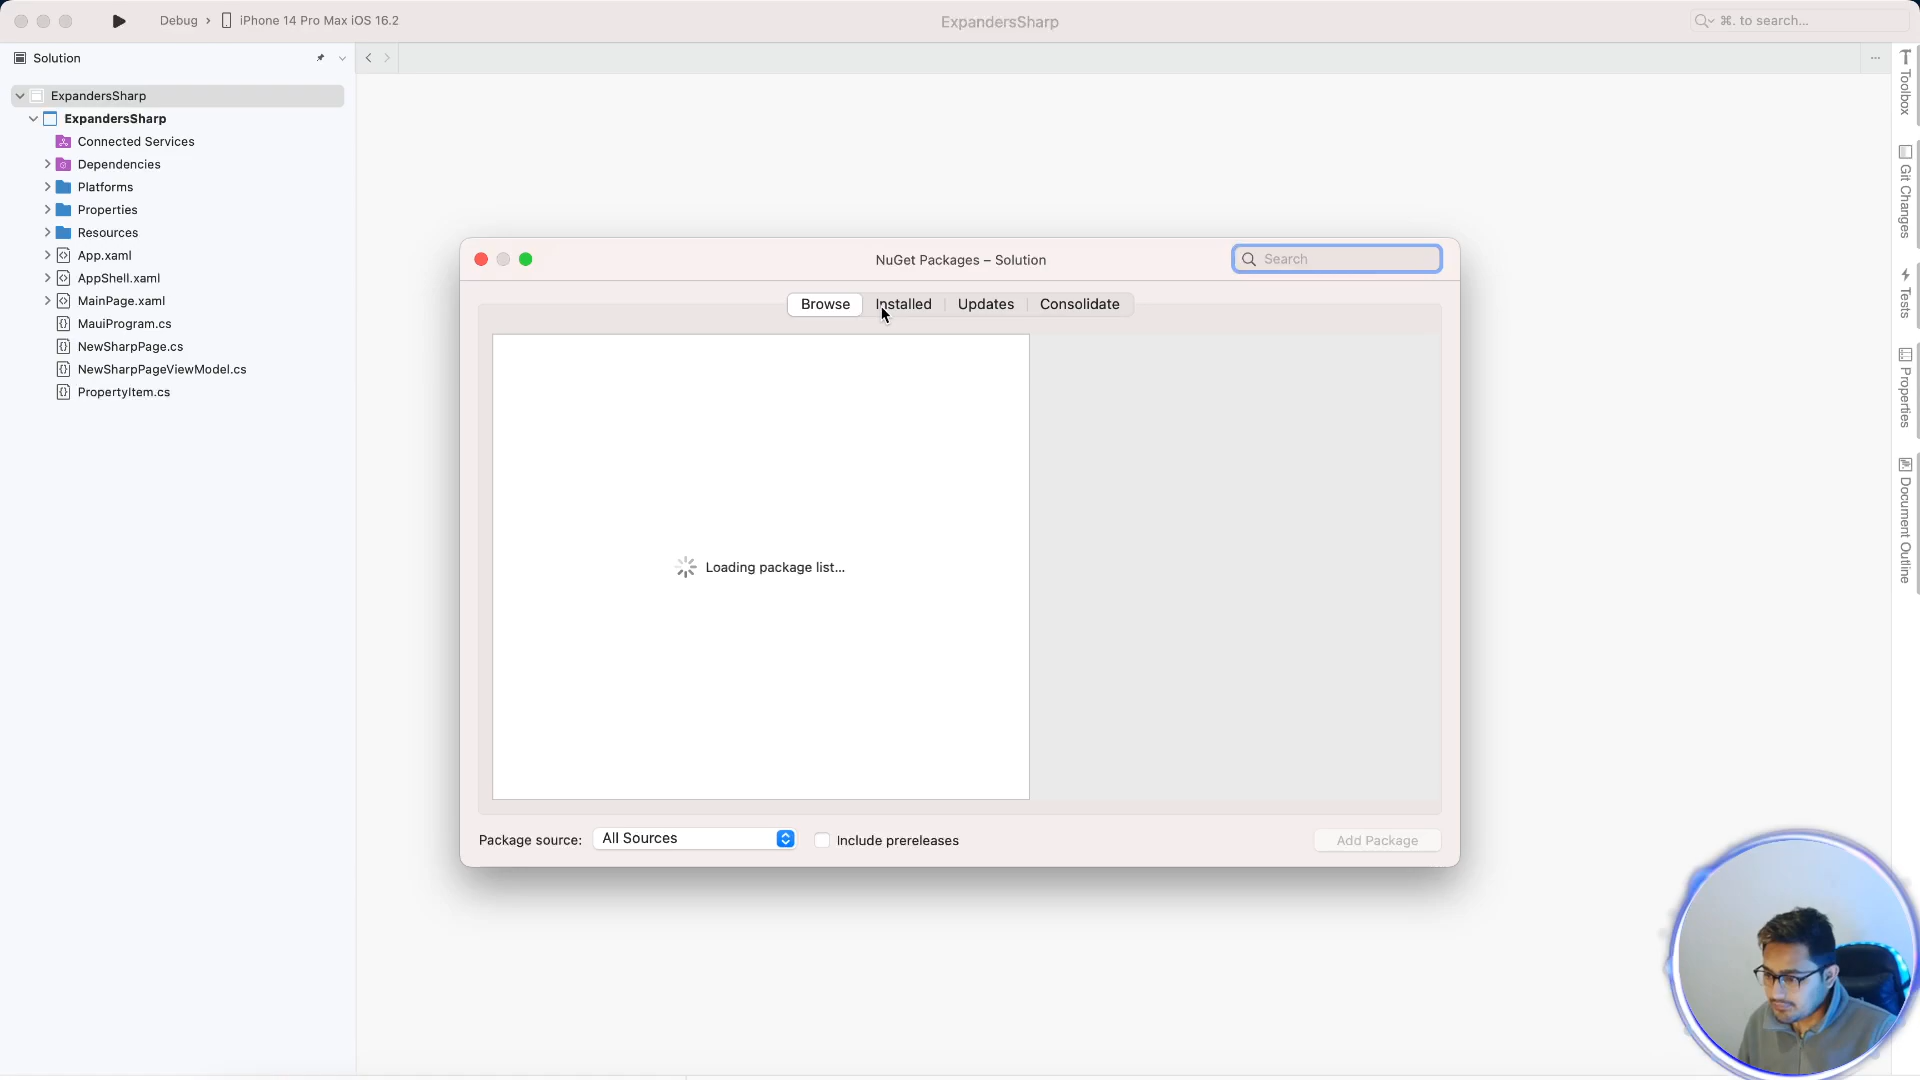 Debug › iPhone 14 Pro Max iOS 16.2
ExpandersSharp
⌘. to search...
Solution
ExpandersSharp
ExpandersSharp
Connected Services
Dependencies
Platforms
Properties
Resources
App.xaml
AppShell.xaml
MainPage.xaml
MauiProgram.cs
NewSharpPage.cs
NewSharpPageViewModel.cs
PropertyItem.cs
NuGet Packages – Solution
Search
Browse Installed Updates Consolidate
Loading package list...
Package source: All Sources Include prereleases Add Package
Toolbox
Git Changes
Tests
Properties
Document Outline